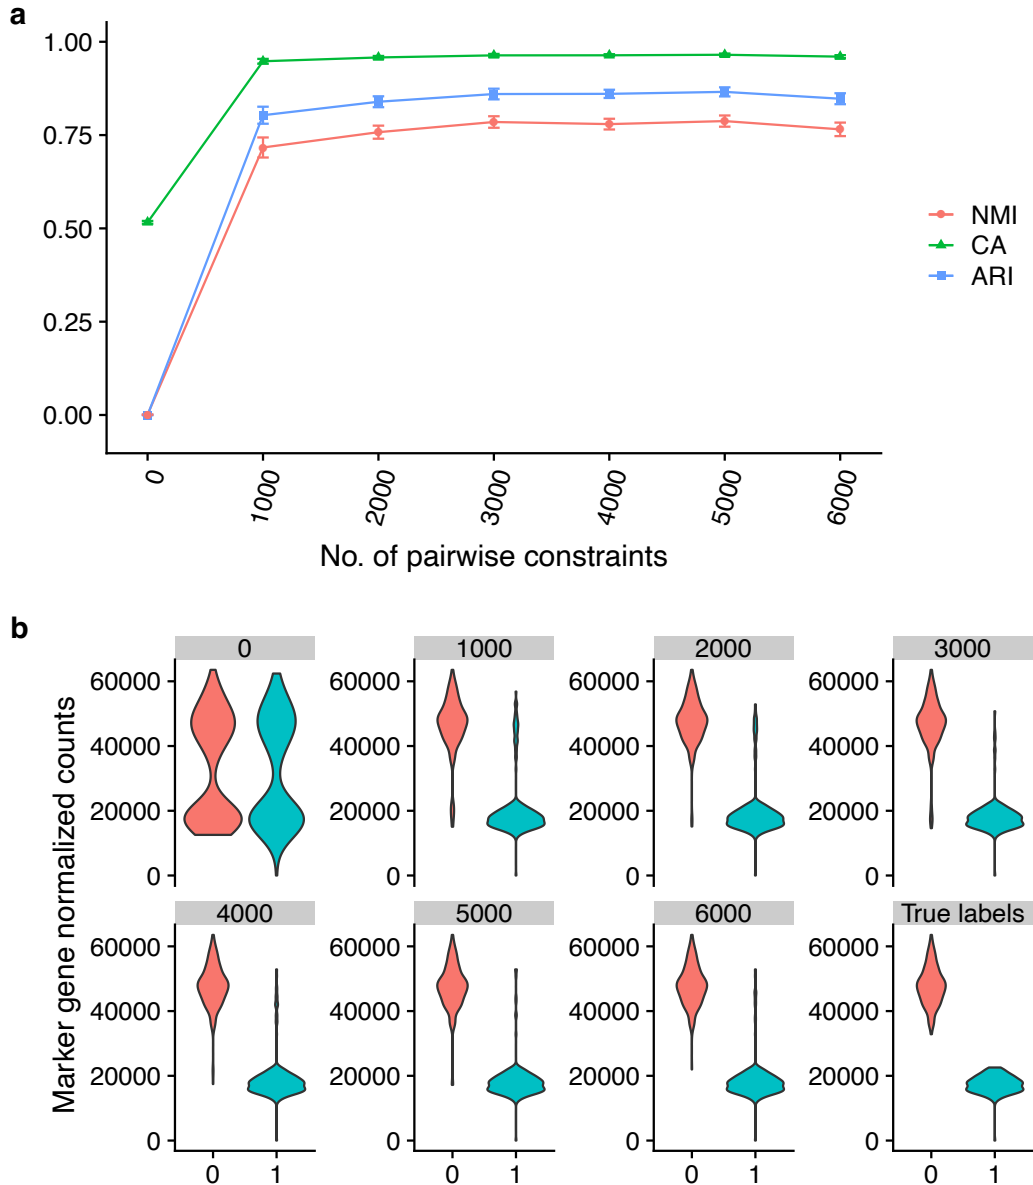 a
1.00
0.75
0.50
0.25
0.00
0 1000 2000 3000 4000 5000 6000
No. of pairwise constraints
NMI
CA
ARI
b
Marker gene normalized counts
0 1000 2000 3000
60000 60000 60000 60000
40000 40000 40000 40000
20000 20000 20000 20000
0 0 0 0
4000 5000 6000 True labels
60000 60000 60000 60000
40000 40000 40000 40000
20000 20000 20000 20000
0 0 0 0
0 1 0 1 0 1 0 1